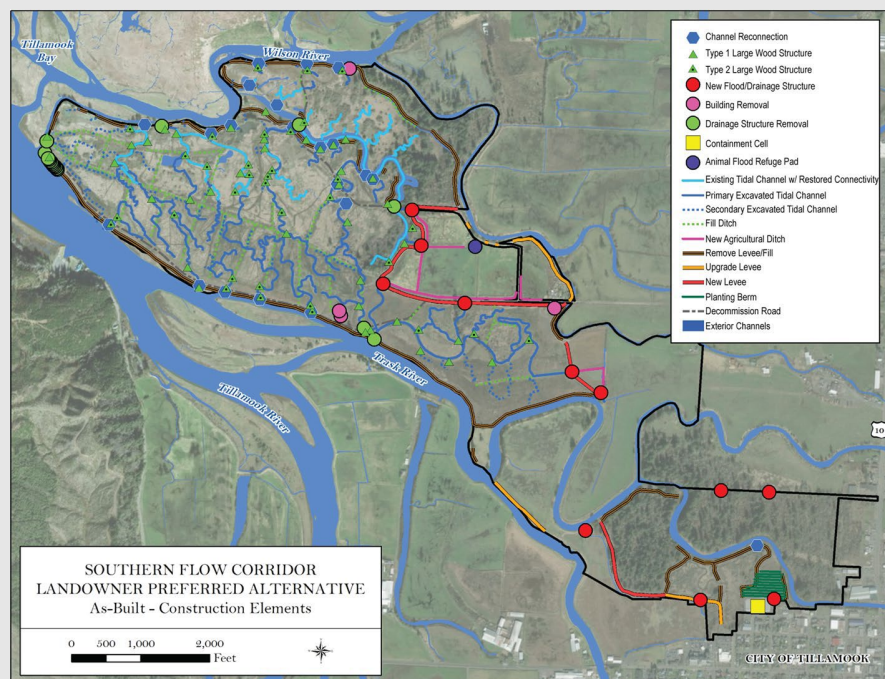 Tillamook
Bay
Wilson River
Trask River
Tillamook River
Channel Reconnection
Type 1 Large Wood Structure
Type 2 Large Wood Structure
New Flood/Drainage Structure
Building Removal
Drainage Structure Removal
Containment Cell
Animal Flood Refuge Pad
Existing Tidal Channel w/ Restored Connectivity
Primary Excavated Tidal Channel
Secondary Excavated Tidal Channel
Fill Ditch
New Agricultural Ditch
Remove Levee/Fill
Upgrade Levee
New Levee
Planting Berm
Decommission Road
Exterior Channels
10
SOUTHERN FLOW CORRIDOR
LANDOWNER PREFERRED ALTERNATIVE
As-Built - Construction Elements
0 500 1,000 2,000
Feet
CITY OF TILLAMOOK